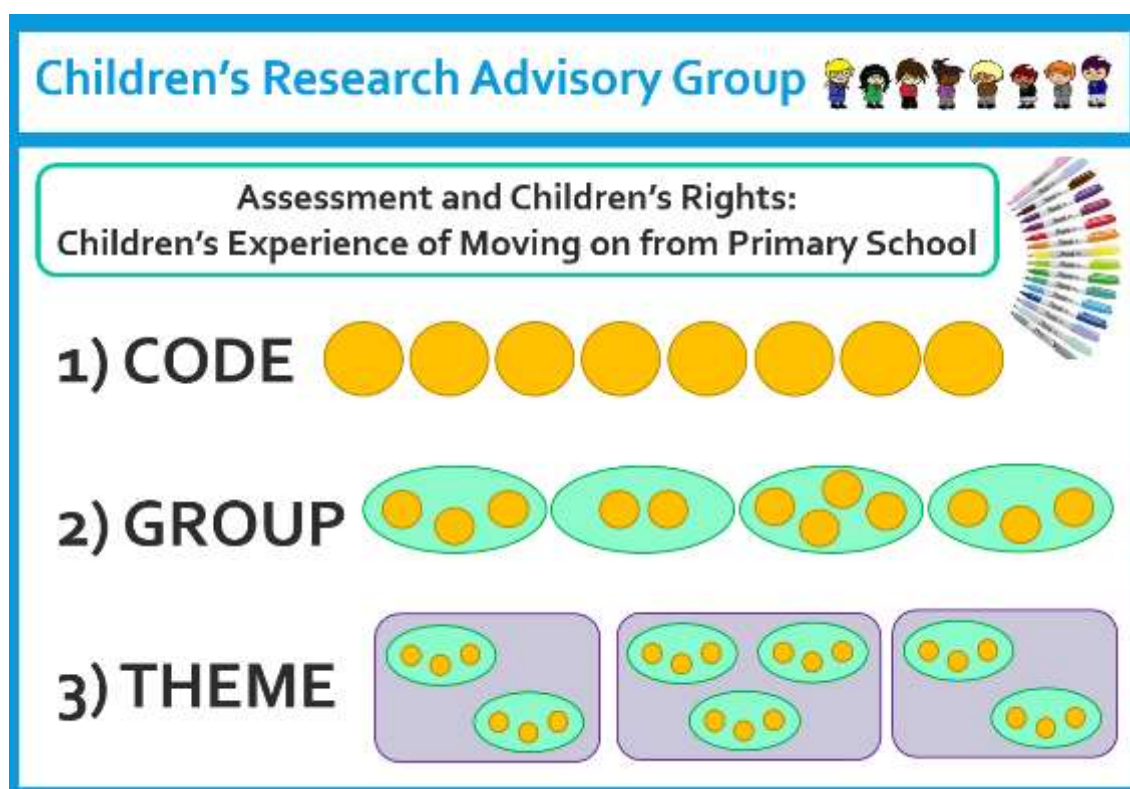 Children's Research Advisory Group
Assessment and Children's Rights:
Children's Experience of Moving on from Primary School
1) CODE
2) GROUP
3) THEME